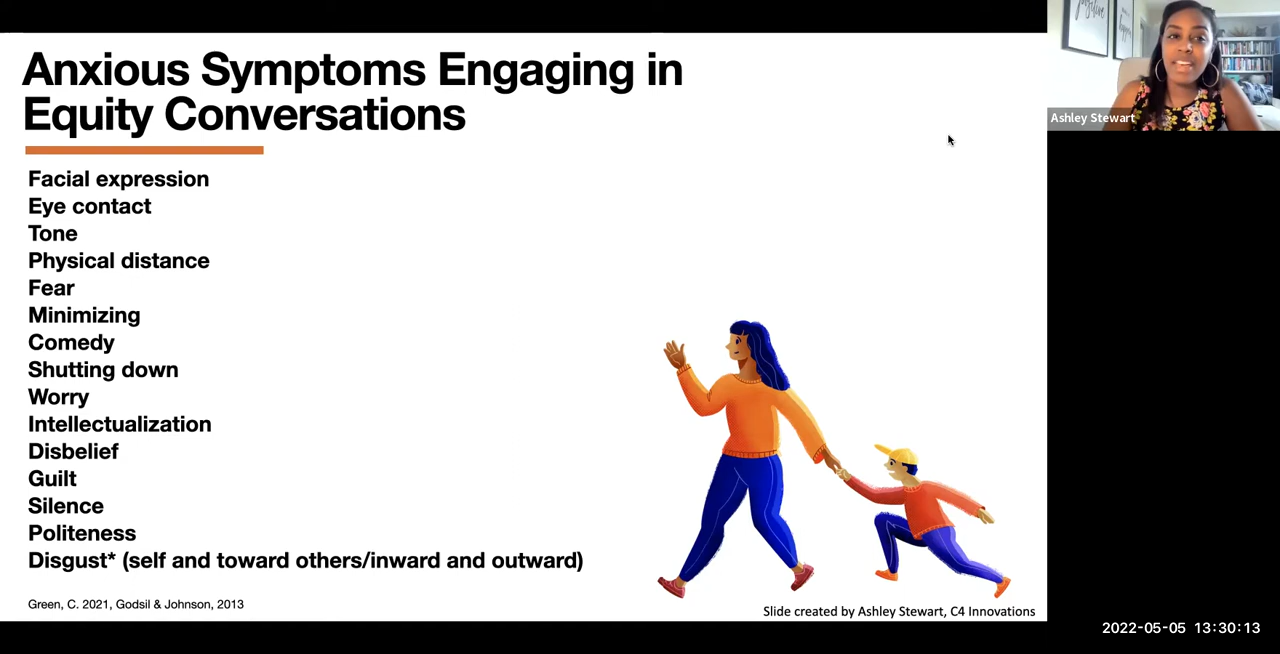 Anxious Symptoms Engaging in
Equity Conversations
Facial expression
Eye contact
Tone
Physical distance
Fear
Minimizing
Comedy
Shutting down
Worry
Intellectualization
Disbelief
Guilt
Silence
Politeness
Disgust* (self and toward others/inward and outward)
Green, C. 2021, Godsil & Johnson, 2013
Slide created by Ashley Stewart, C4 Innovations
positive
Ashley Stewart
2022-05-05 13:30:13